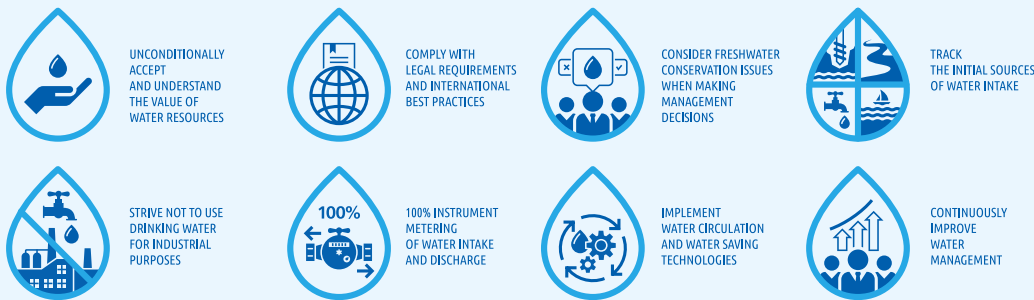 UNCONDITIONALLY
ACCEPT
AND UNDERSTAND
THE VALUE OF
WATER RESOURCES
COMPLY WITH
LEGAL REQUIREMENTS
AND INTERNATIONAL
BEST PRACTICES
CONSIDER FRESHWATER
CONSERVATION ISSUES
WHEN MAKING
MANAGEMENT
DECISIONS
TRACK
THE INITIAL SOURCES
OF WATER INTAKE
STRIVE NOT TO USE
DRINKING WATER
FOR INDUSTRIAL
PURPOSES
100%
100% INSTRUMENT
METERING
OF WATER INTAKE
AND DISCHARGE
IMPLEMENT
WATER CIRCULATION
AND WATER SAVING
TECHNOLOGIES
CONTINUOUSLY
IMPROVE
WATER
MANAGEMENT